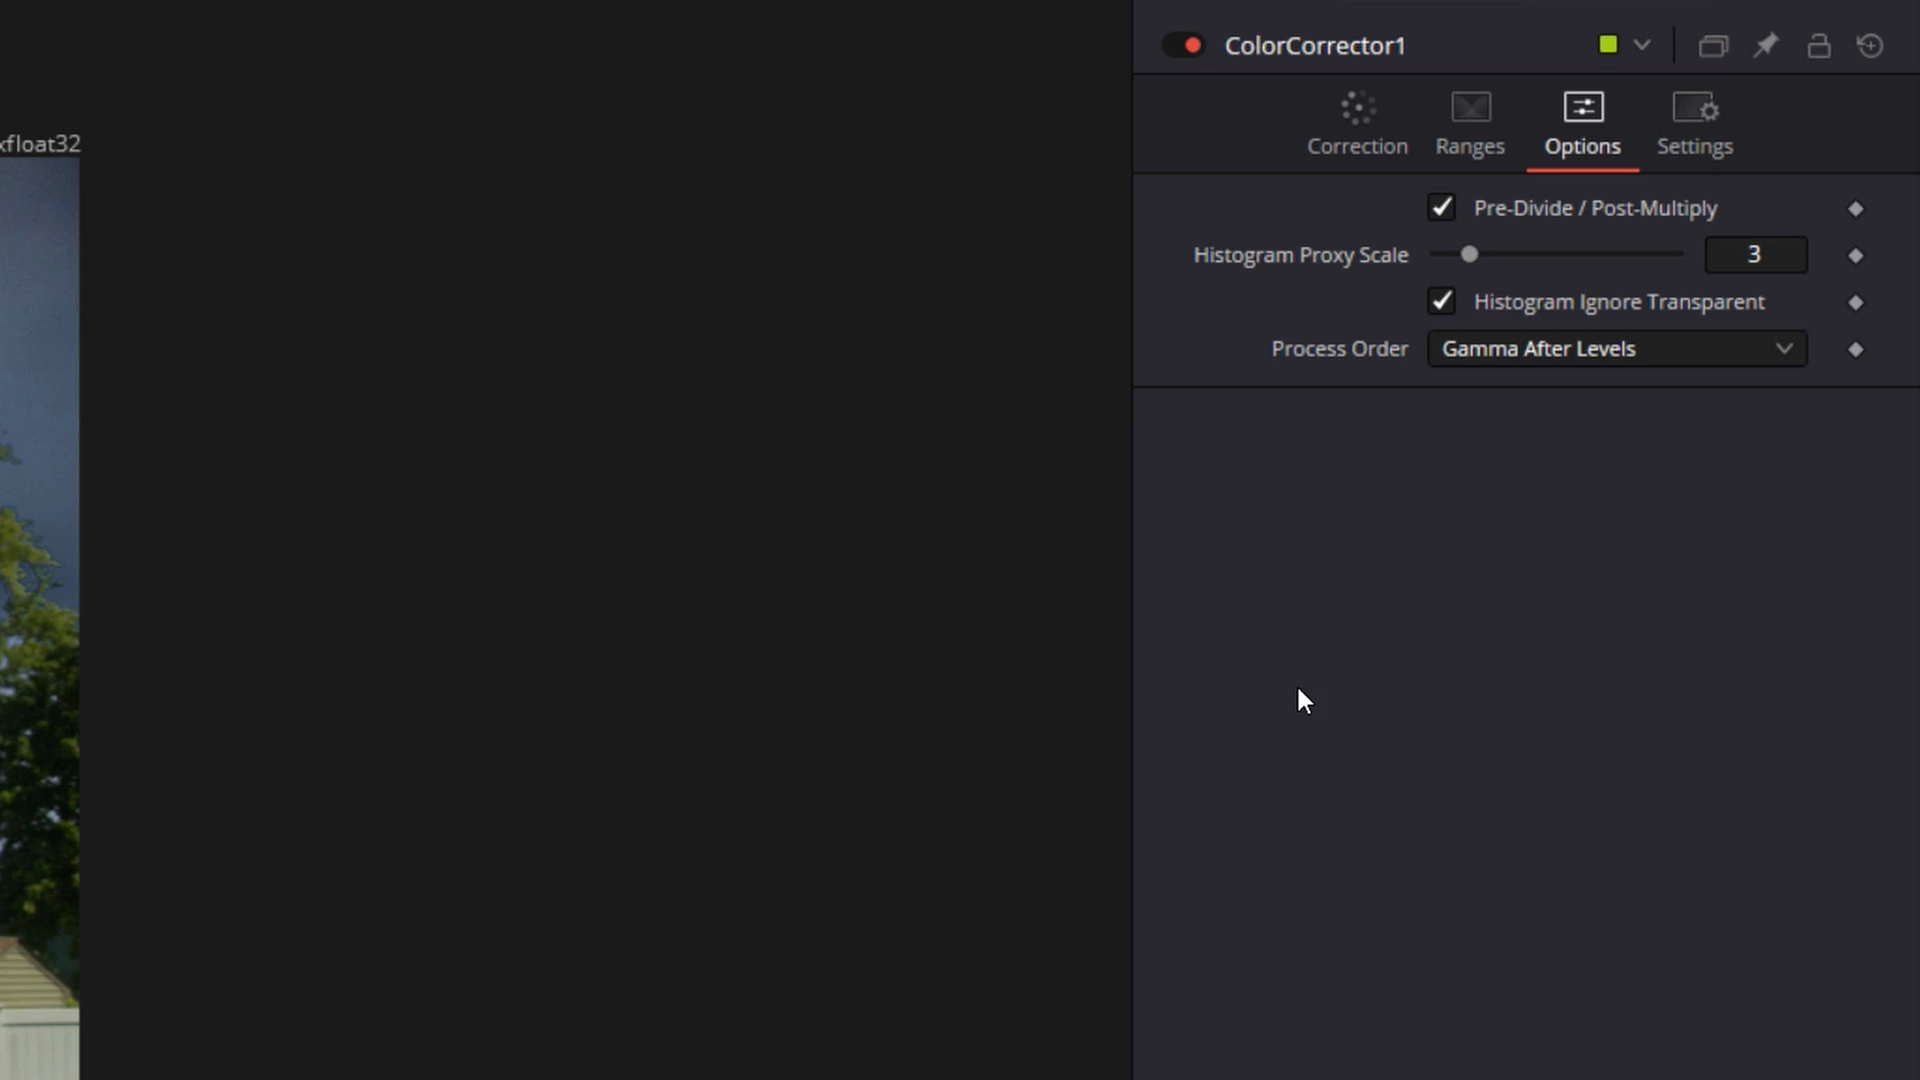 ColorCorrector1
xfloat32
Correction Ranges Options Settings
Pre-Divide / Post-Multiply
Histogram Proxy Scale 3
Histogram Ignore Transparent
Process Order Gamma After Levels